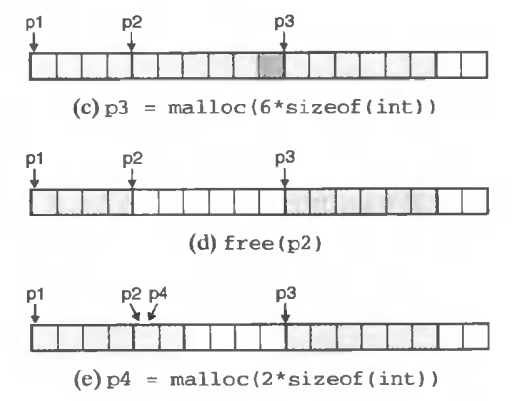 p1 p2 p3
(c) p3 = malloc(6*sizeof(int))
p1 p2 p3
(d) free(p2)
p1 p2 p4 p3
(e) p4 = malloc(2*sizeof(int))